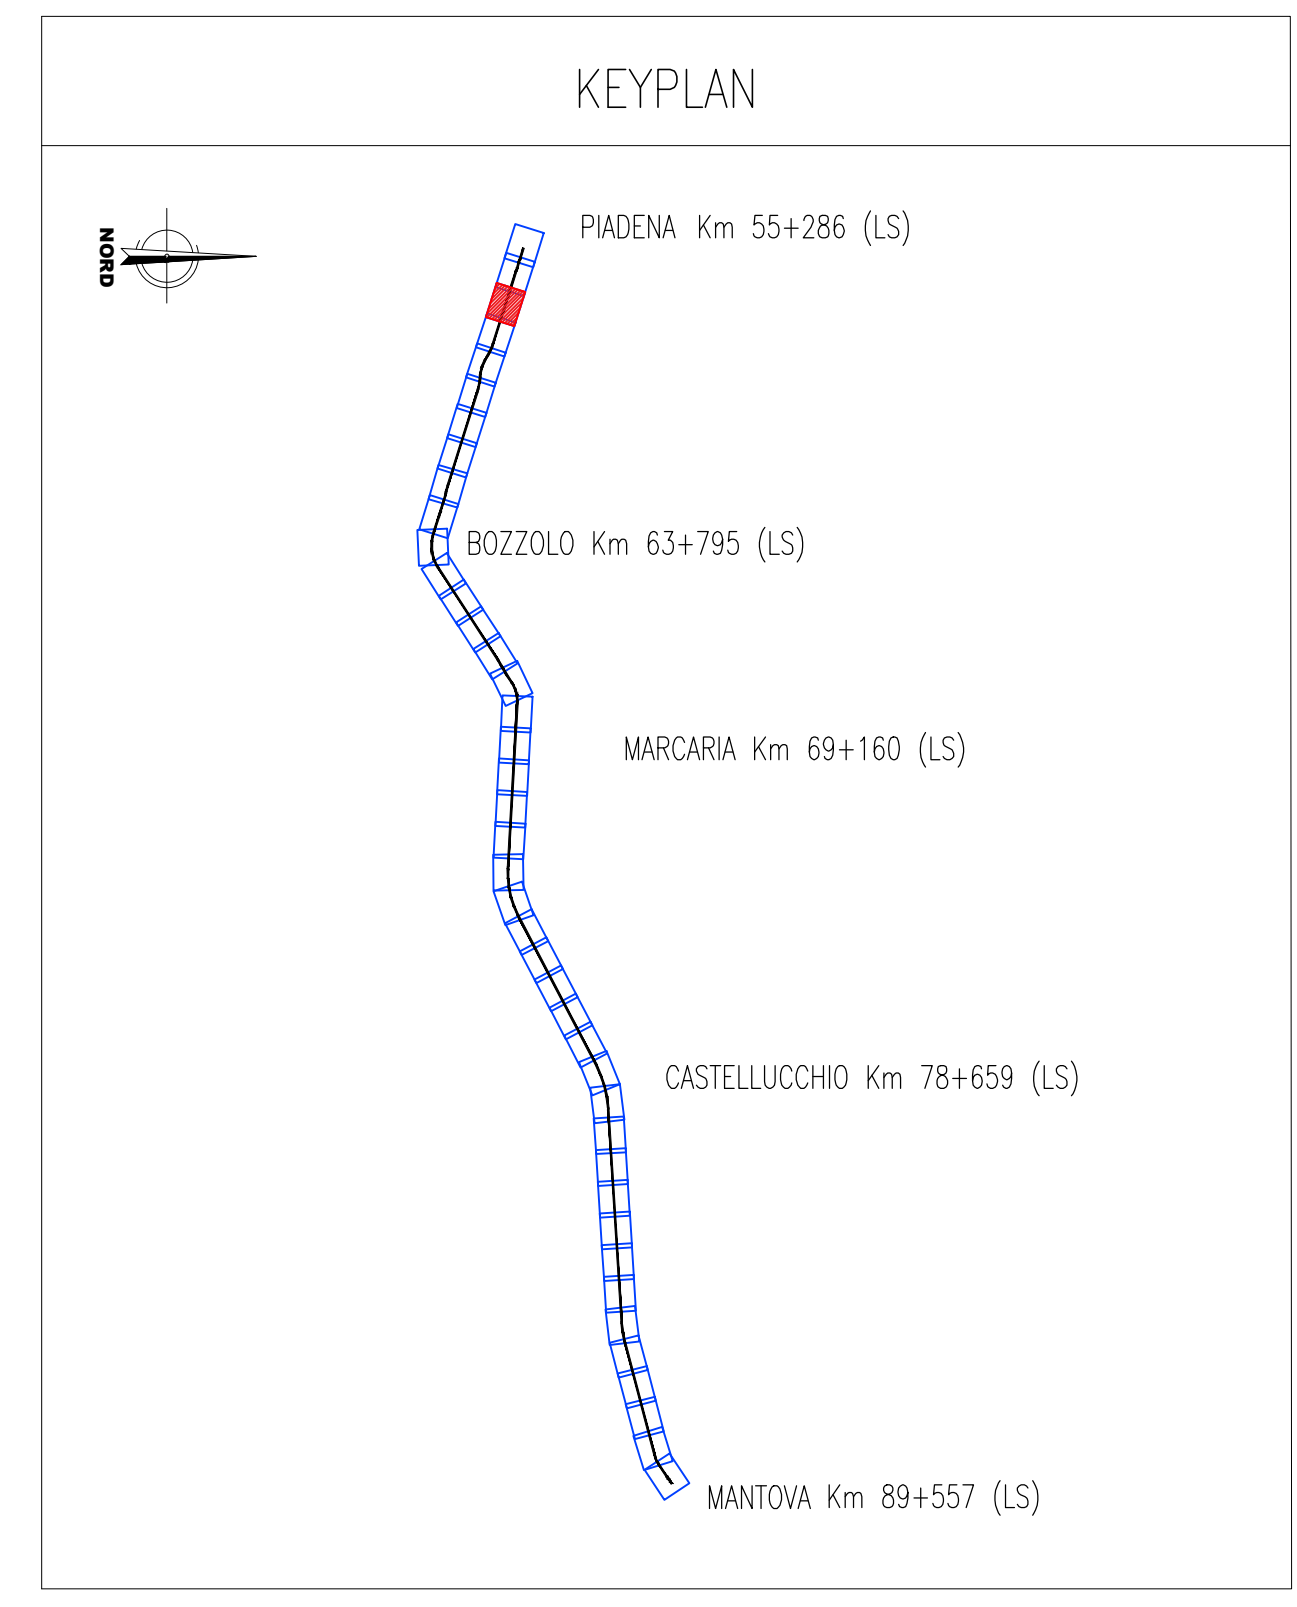 KEYPLAN
NORD
PIADENA Km 55+286 (LS)
BOZZOLO Km 63+795 (LS)
MARCARIA Km 69+160 (LS)
CASTELLUCCHIO Km 78+659 (LS)
MANTOVA Km 89+557 (LS)